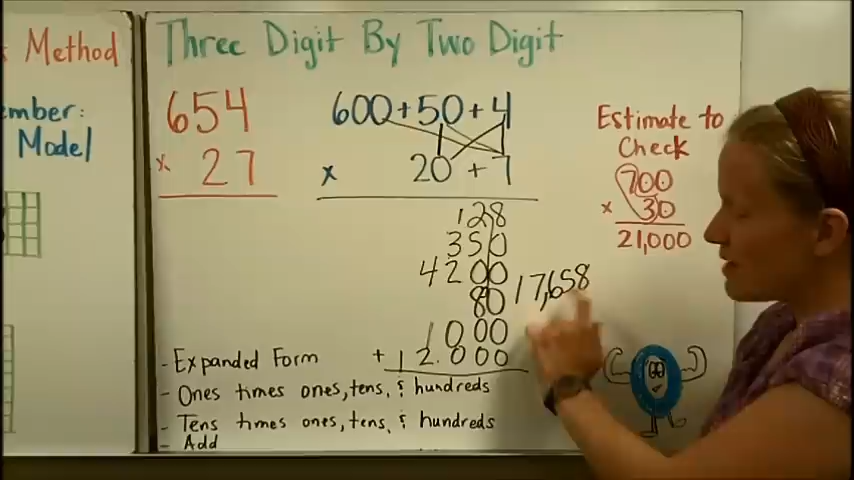 s Method
ember:
Model
Three Digit By Two Digit
654
x 27
600+50+4
x 20+7
128
350
4200
80
1000
+12.000
17,658
Estimate to
Check
700
x 30
21,000
- Expanded Form
- Ones times ones, tens, & hundreds
- Tens times ones, tens, & hundreds
- Add